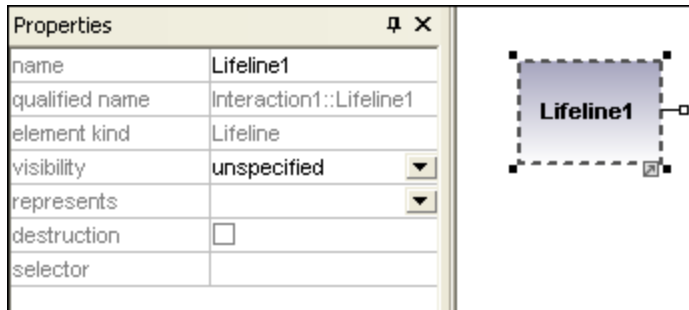 Properties
name Lifeline1
qualified name Interaction1::Lifeline1
element kind Lifeline
visibility unspecified
represents
destruction
selector
Lifeline1